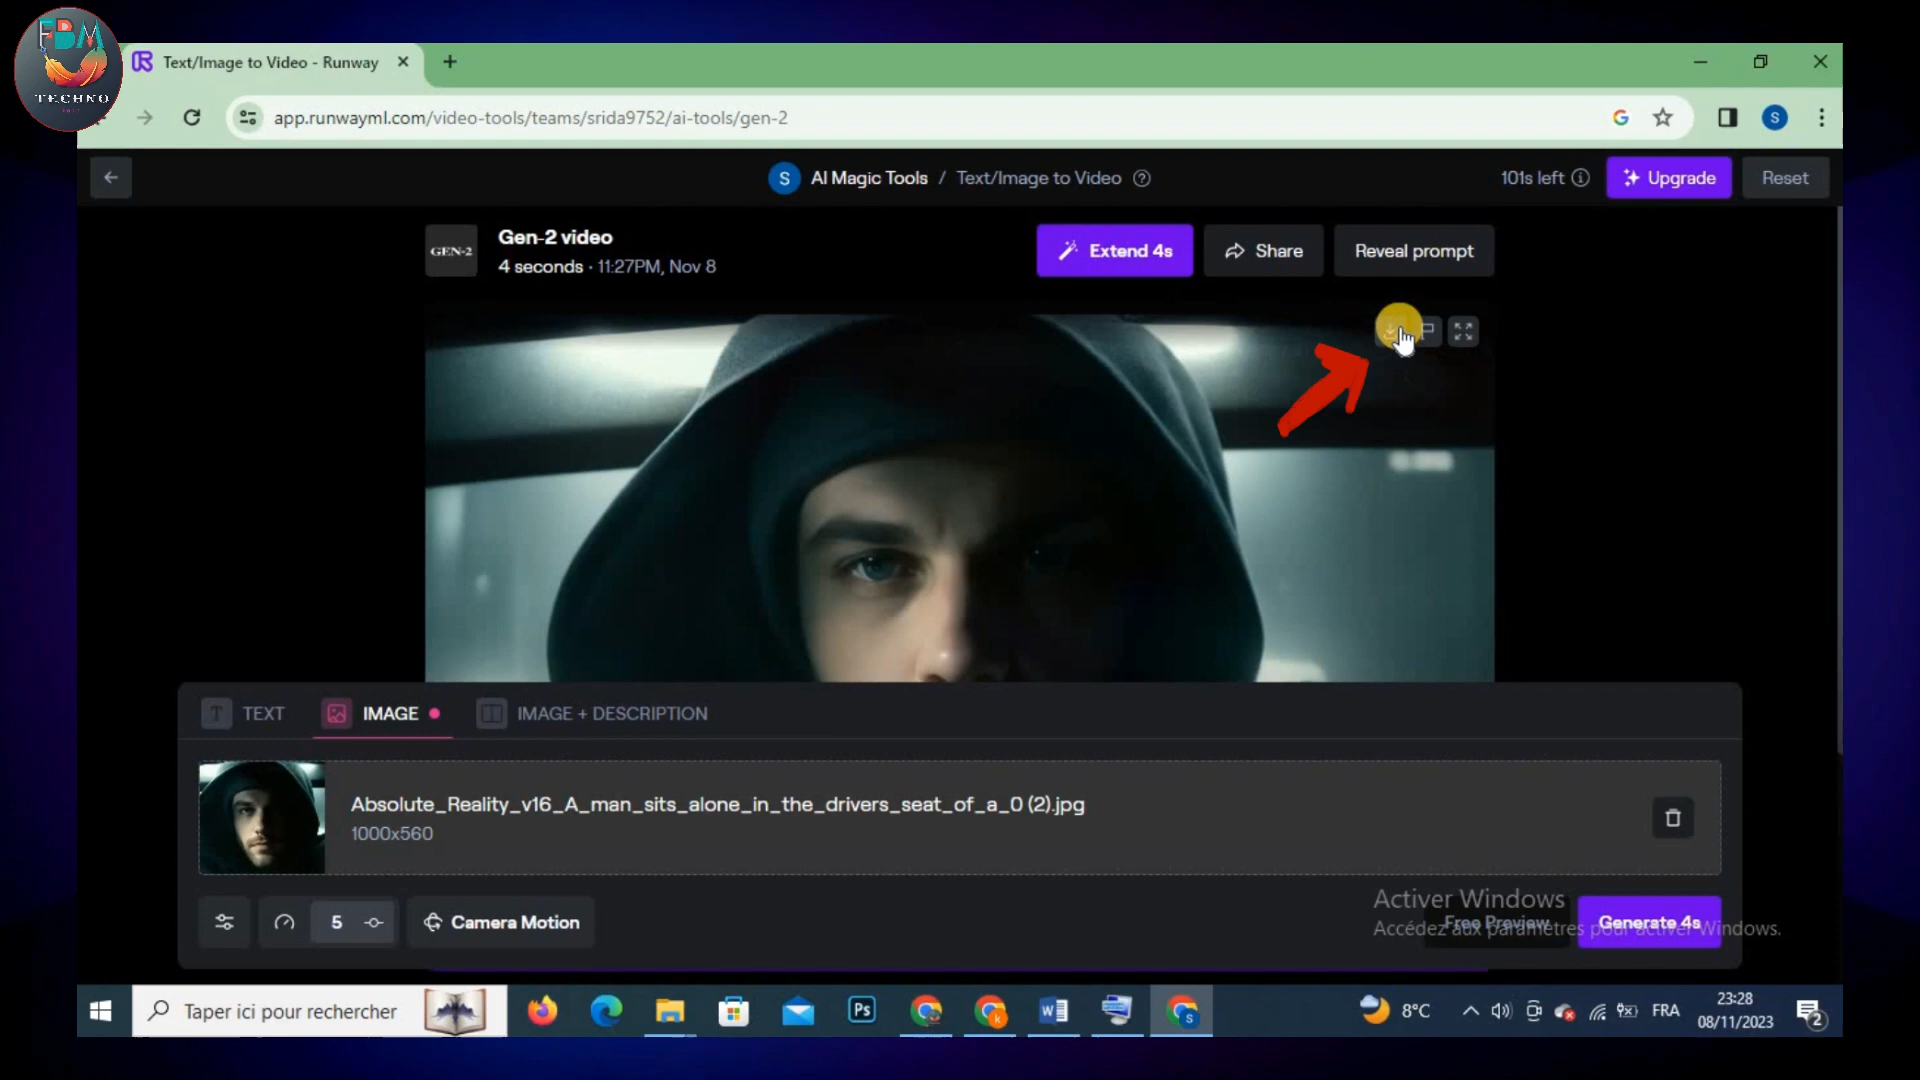 FBM
TECHNO
Text/Image to Video - Runway
app.runwayml.com/video-tools/teams/srida9752/ai-tools/gen-2
S
S
AI Magic Tools / Text/Image to Video
101s left
Upgrade
Reset
GEN-2
Gen-2 video
4 seconds · 11:27PM, Nov 8
Extend 4s
Share
Reveal prompt
TEXT
IMAGE
IMAGE + DESCRIPTION
Absolute_Reality_v16_A_man_sits_alone_in_the_drivers_seat_of_a_0 (2).jpg
1000x560
5
Camera Motion
Free Preview
Generate 4s
Activer Windows
Accédez aux paramètres pour activer Windows.
Taper ici pour rechercher
Ps
8°C
FRA
23:28
08/11/2023
2